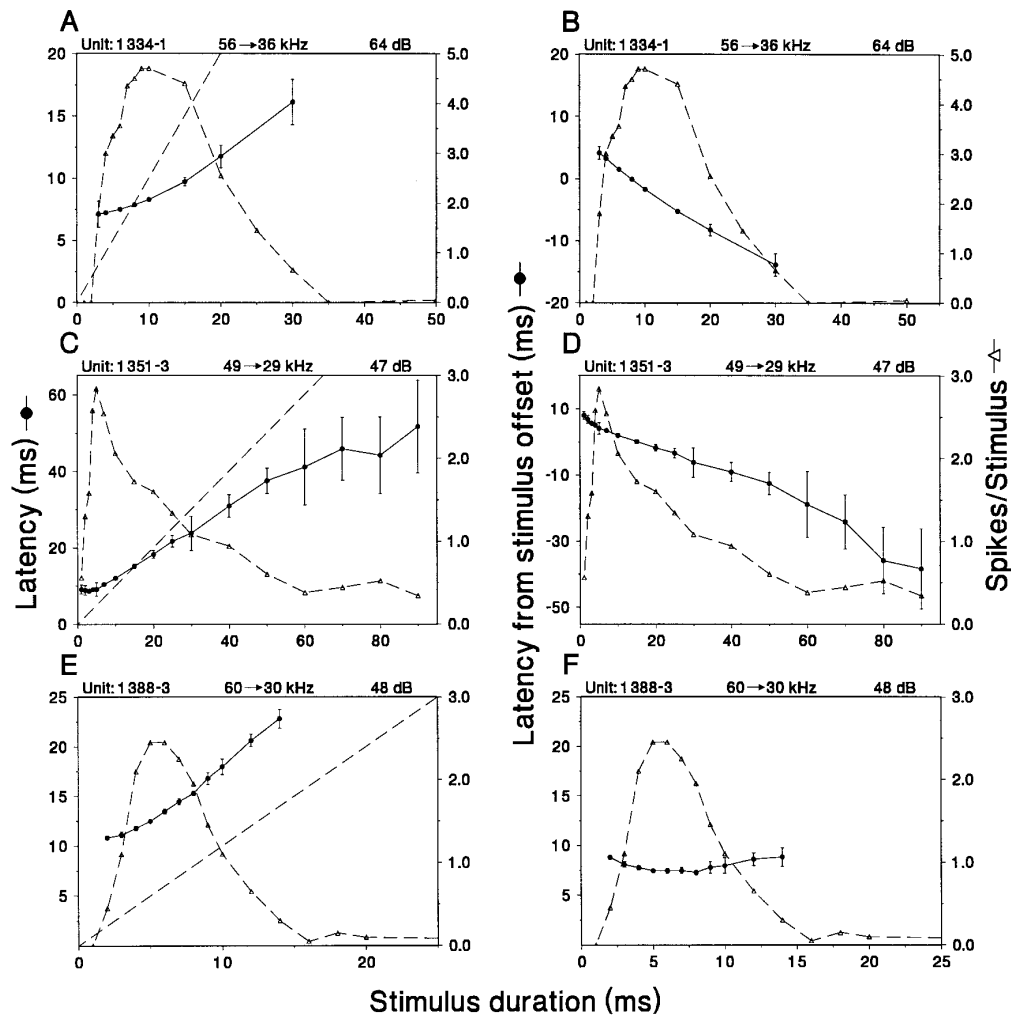 A
Unit: 1334-1 56→36 kHz 64 dB
20
15
10
5
0
5.0
4.0
3.0
2.0
1.0
0.0
0 10 20 30 40 50
B
Unit: 1334-1 56→36 kHz 64 dB
20
15
10
5
0
-5
-10
-15
-20
5.0
4.0
3.0
2.0
1.0
0.0
0 10 20 30 40 50
C
Unit: 1351-3 49→29 kHz 47 dB
60
40
20
0
3.0
2.0
1.0
0.0
0 20 40 60 80
D
Unit: 1351-3 49→29 kHz 47 dB
10
-10
-30
-50
3.0
2.0
1.0
0.0
0 20 40 60 80
E
Unit: 1388-3 60→30 kHz 48 dB
25
20
15
10
5
3.0
2.0
1.0
0.0
0 5 10 15 20 25
F
Unit: 1388-3 60→30 kHz 48 dB
25
20
15
10
5
3.0
2.0
1.0
0.0
0 5 10 15 20 25
Latency (ms)
Latency from stimulus offset (ms)
Spikes/Stimulus
Stimulus duration (ms)